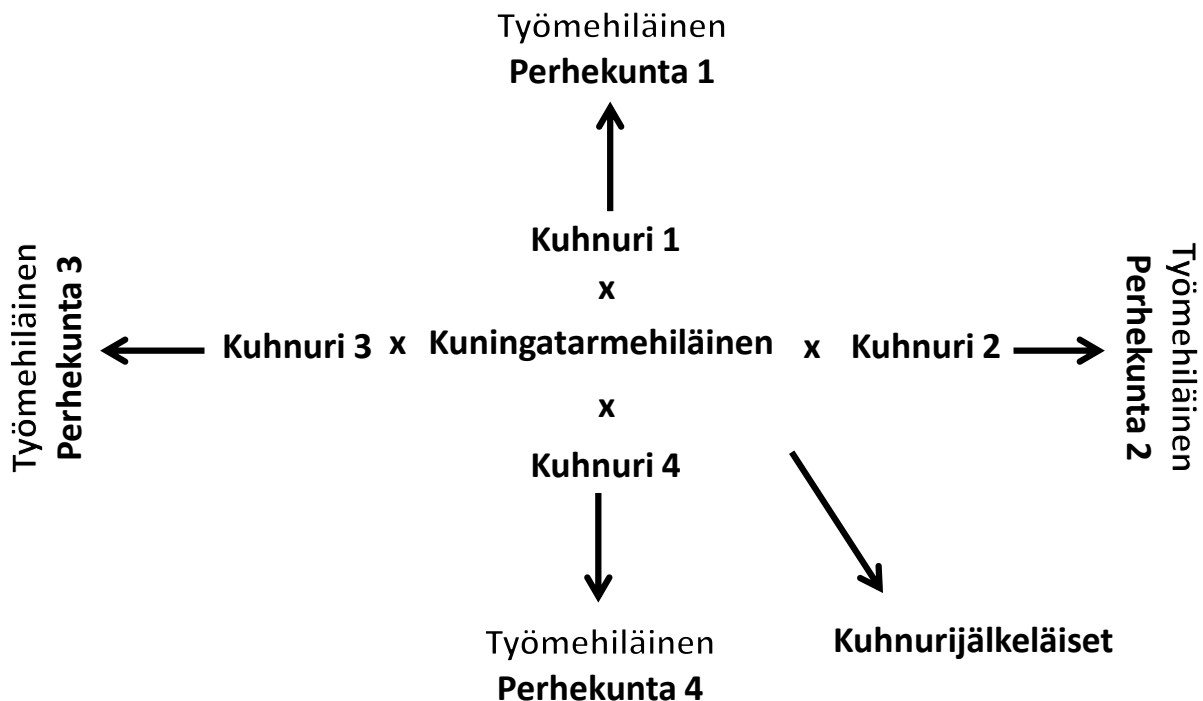 Työmehiläinen
Perhekunta 1
Kuhnuri 1
x
Työmehiläinen
Perhekunta 3
Kuhnuri 3 x Kuningatarmehiläinen x Kuhnuri 2
Työmehiläinen
Perhekunta 2
x
Kuhnuri 4
Työmehiläinen
Perhekunta 4
Kuhnurijälkeläiset